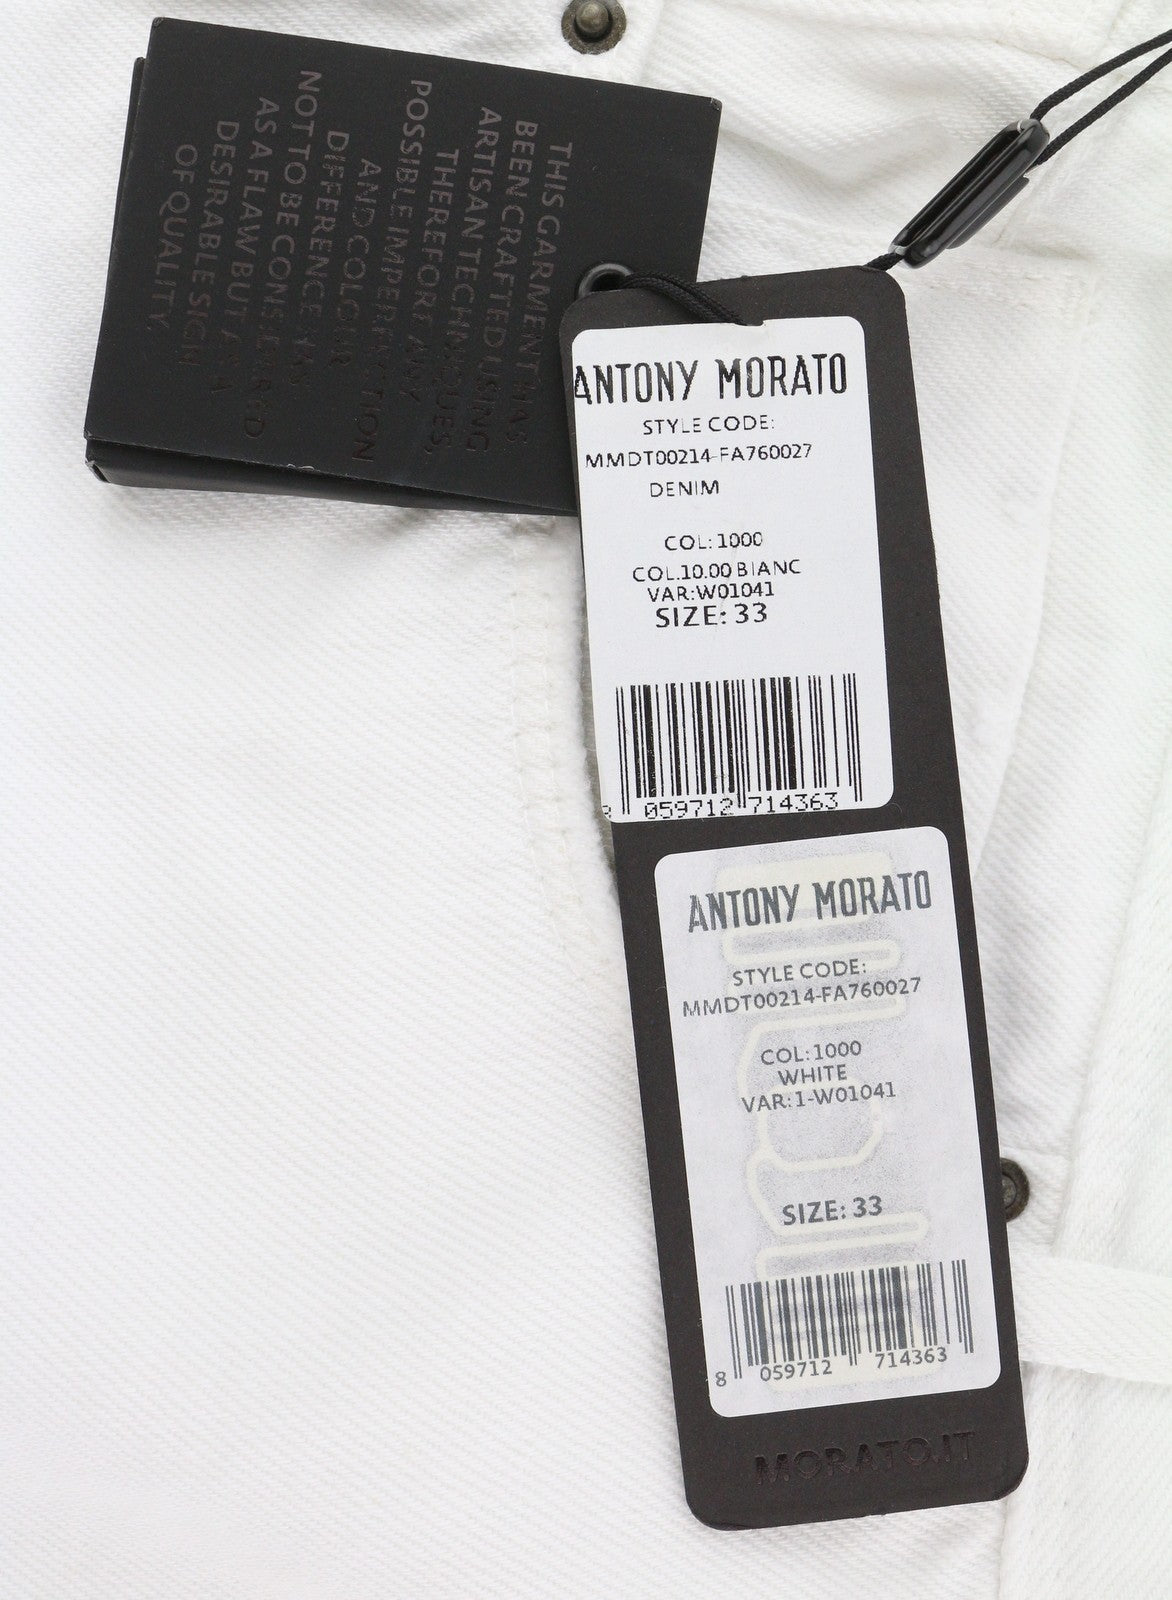 THIS GARMENT HAS
BEEN CRAFTED USING
ARTISAN TECHNIQUES,
THEREFORE ANY
POSSIBLE IMPERFECTION
AND COLOUR
DIFFERENCE HAS
NOT TO BE CONSIDERED
AS A FLAW BUT AS A
DESIRABLE SIGN
OF QUALITY.
ANTONY MORATO
STYLE CODE:
MMDT00214-FA760027
DENIM
COL: 1000
COL.10.00 BIANC
VAR:W01041
SIZE: 33
8 059712 714363
ANTONY MORATO
STYLE CODE:
MMDT00214-FA760027
COL: 1000
WHITE
VAR: 1-W01041
SIZE: 33
8 059712 714363
MORATO.IT